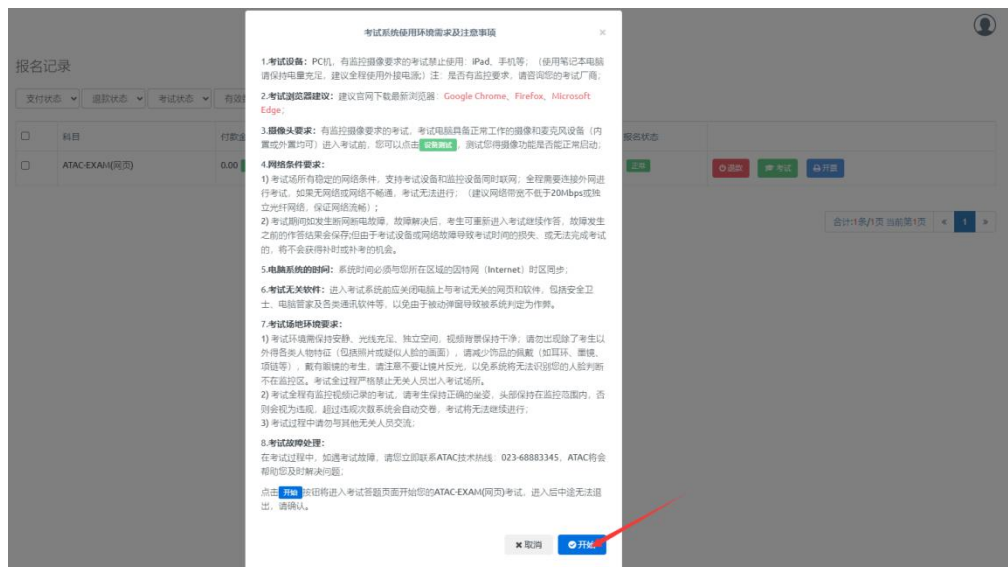 考试系统使用环境需求及注意事项 ×
报名记录
支付状态 退款状态 考试状态
科目 付款金 报名状态
ATAC-EXAM(网页) 0.00 正常 退款 考试 开票
合计:1条/1页 当前第1页 « 1 »
1.考试设备：PC机，有监控摄像要求的考试禁止使用：iPad、手机等；（使用笔记本电脑
请保持电量充足，建议全程使用外接电源;）注：是否有监控要求，请咨询您的考试厂商；
2.考试浏览器建议：建议官网下载最新浏览器：Google Chrome、Firefox、Microsoft
Edge；
3.摄像头要求：有监控摄像要求的考试，考试电脑具备正常工作的摄像和麦克风设备（内
置或外置均可）进入考试前，您可以点击 设备测试 ，测试您得摄像功能是否能正常启动；
4.网络条件要求：
1) 考试场所有稳定的网络条件，支持考试设备和监控设备同时联网；全程需要连接外网进
行考试，如果无网络或网络不畅通，考试无法进行；（建议网络带宽不低于20Mbps或独
立光纤网络，保证网络流畅）；
2) 考试期间如发生断网断电故障，故障解决后，考生可重新进入考试继续作答，故障发生
之前的作答结果会保存;但由于考试设备或网络故障导致考试时间的损失、或无法完成考试
的，将不会获得补时或补考的机会。
5.电脑系统的时间：系统时间必须与您所在区域的因特网（Internet）时区同步；
6.考试无关软件：进入考试系统前应关闭电脑上与考试无关的网页和软件，包括安全卫
士、电脑管家及各类通讯软件等，以免由于被动弹窗导致被系统判定为作弊。
7.考试场地环境要求：
1) 考试环境需保持安静、光线充足、独立空间，视频背景保持干净；请勿出现除了考生以
外得各类人物特征（包括照片或疑似人脸的画面），请减少饰品的佩戴（如耳环、墨镜、
项链等），戴有眼镜的考生，请注意不要让镜片反光，以免系统将无法识别您的人脸判断
不在监控区。考试全过程严格禁止无关人员出入考试场所。
2) 考试全程有监控视频记录的考试，请考生保持正确的坐姿，头部保持在监控范围内，否
则会视为违规，超过违规次数系统会自动交卷，考试将无法继续进行；
3) 考试过程中请勿与其他无关人员交流；
8.考试故障处理：
在考试过程中，如遇考试故障，请您立即联系ATAC技术热线：023-68883345，ATAC将会
帮助您及时解决问题；
点击 开始 按钮将进入考试答题页面开始您的ATAC-EXAM(网页)考试，进入后中途无法退
出，请确认。
取消 开始